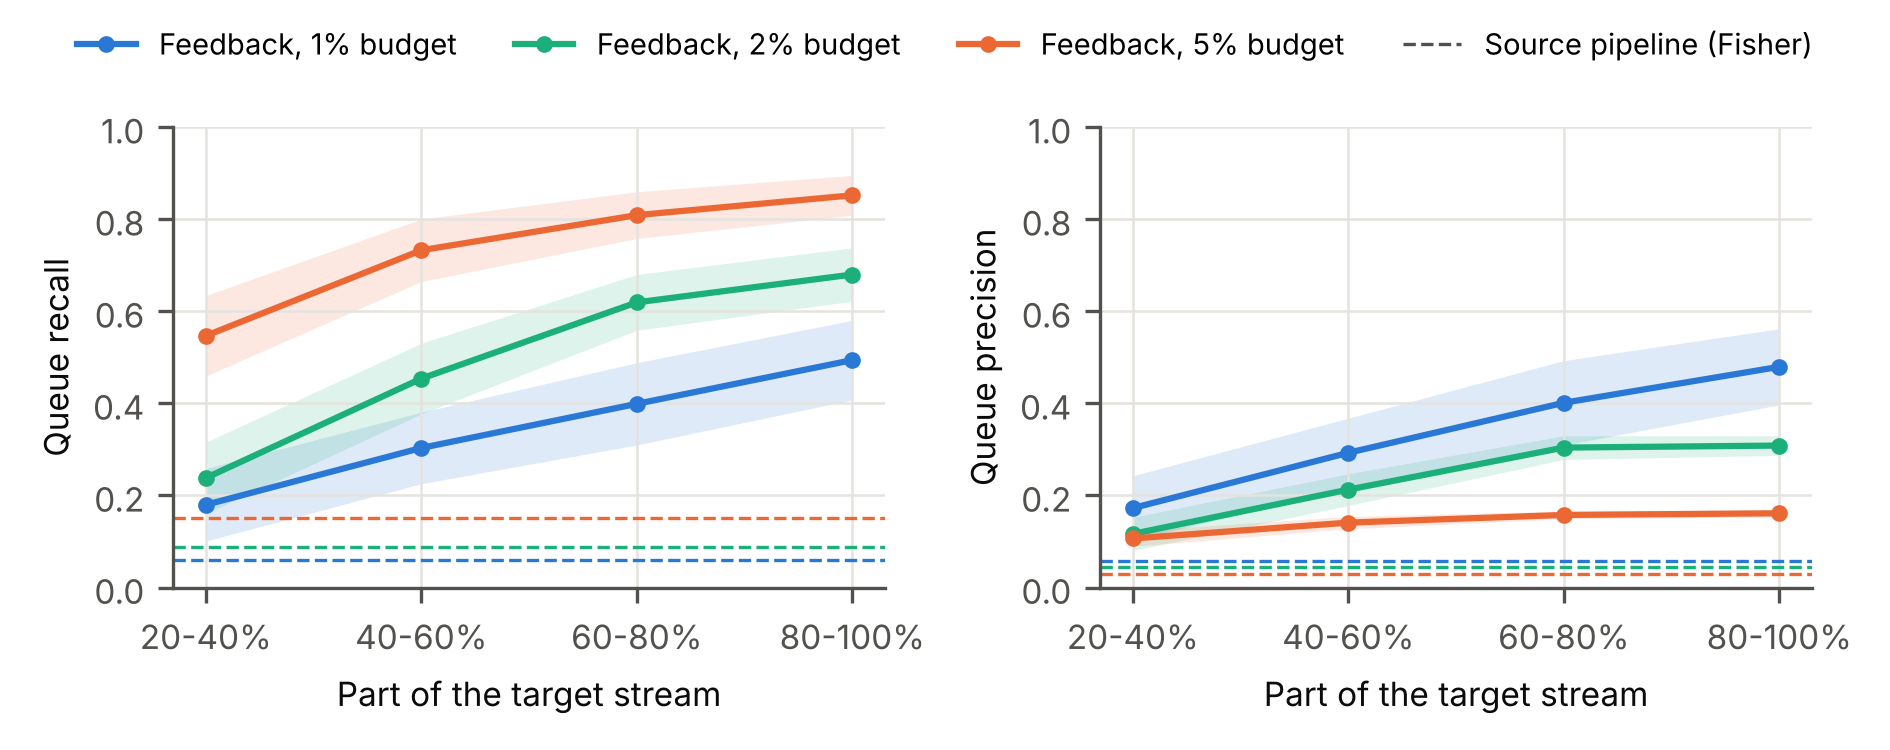 Feedback, 1% budget Feedback, 2% budget Feedback, 5% budget Source pipeline (Fisher)
Queue recall
1.0
0.8
0.6
0.4
0.2
0.0
20-40% 40-60% 60-80% 80-100%
Part of the target stream
Queue precision
1.0
0.8
0.6
0.4
0.2
0.0
20-40% 40-60% 60-80% 80-100%
Part of the target stream